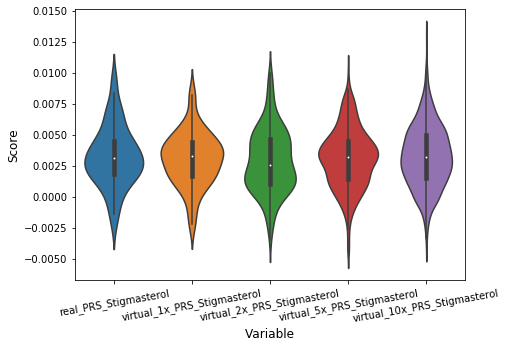 0.0150
0.0125
0.0100
0.0075
0.0050
0.0025
0.0000
−0.0025
−0.0050
Score
real_PRS_Stigmasterol
virtual_1x_PRS_Stigmasterol
virtual_2x_PRS_Stigmasterol
virtual_5x_PRS_Stigmasterol
virtual_10x_PRS_Stigmasterol
Variable